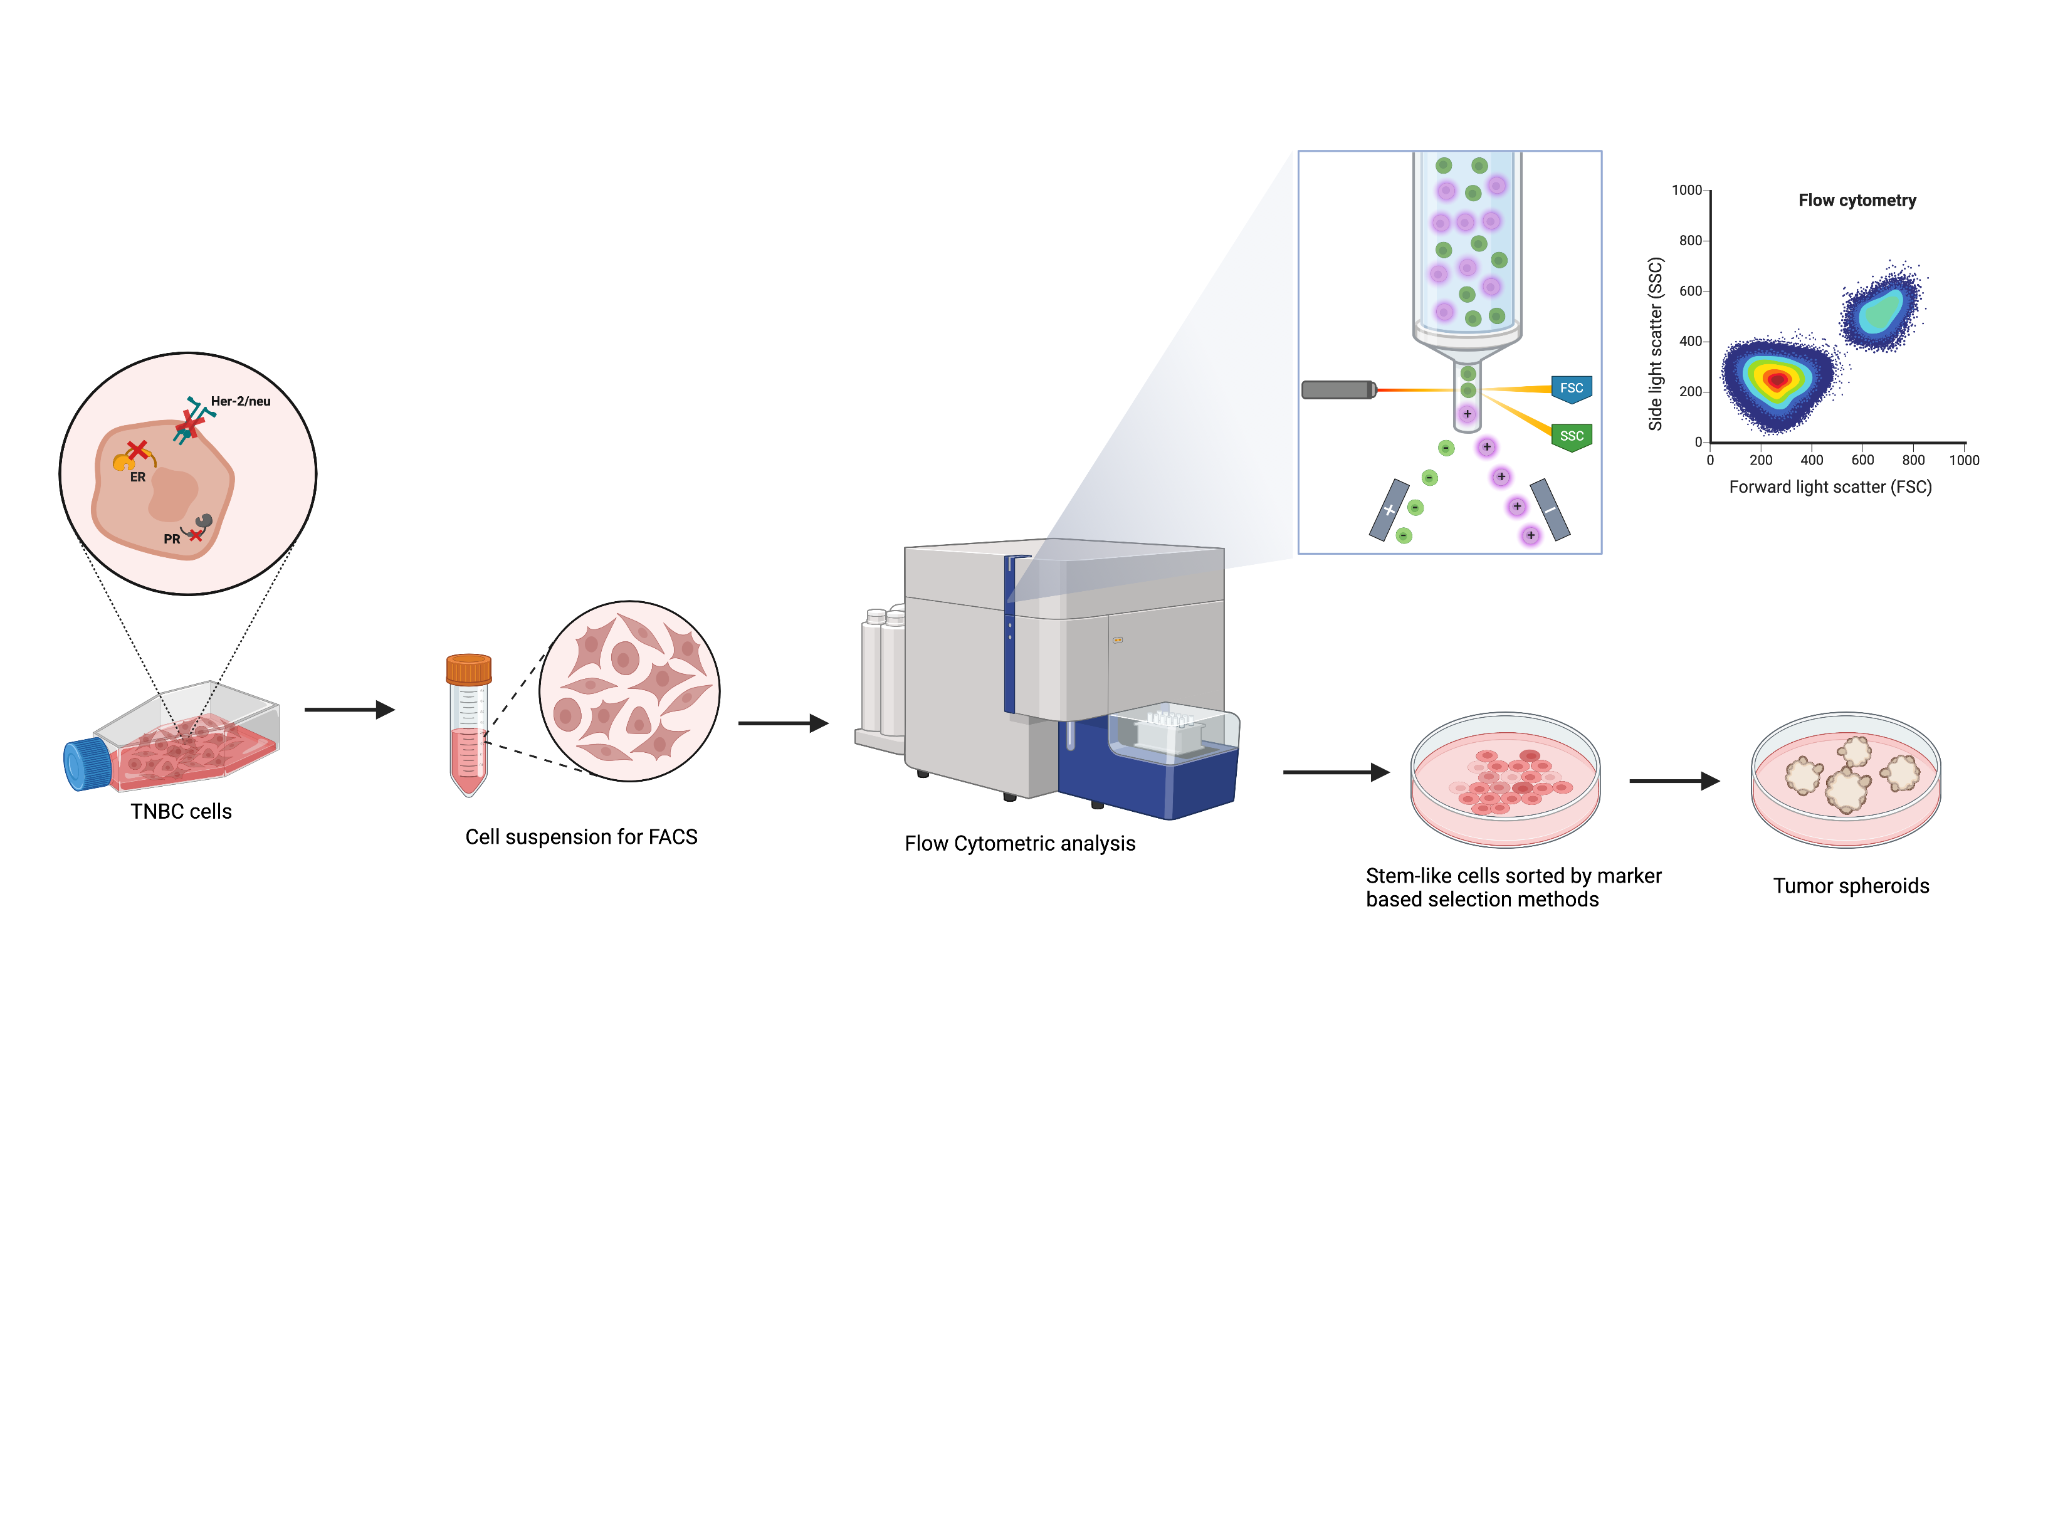 Her-2/neu
ER
PR
TNBC cells
Cell suspension for FACS
Flow Cytometric analysis
FSC
SSC
+
-
+
-
+
-
+
-
+
+
–
Flow cytometry
Side light scatter (SSC)
1000
800
600
400
200
0
0 200 400 600 800 1000
Forward light scatter (FSC)
Stem-like cells sorted by marker
based selection methods
Tumor spheroids